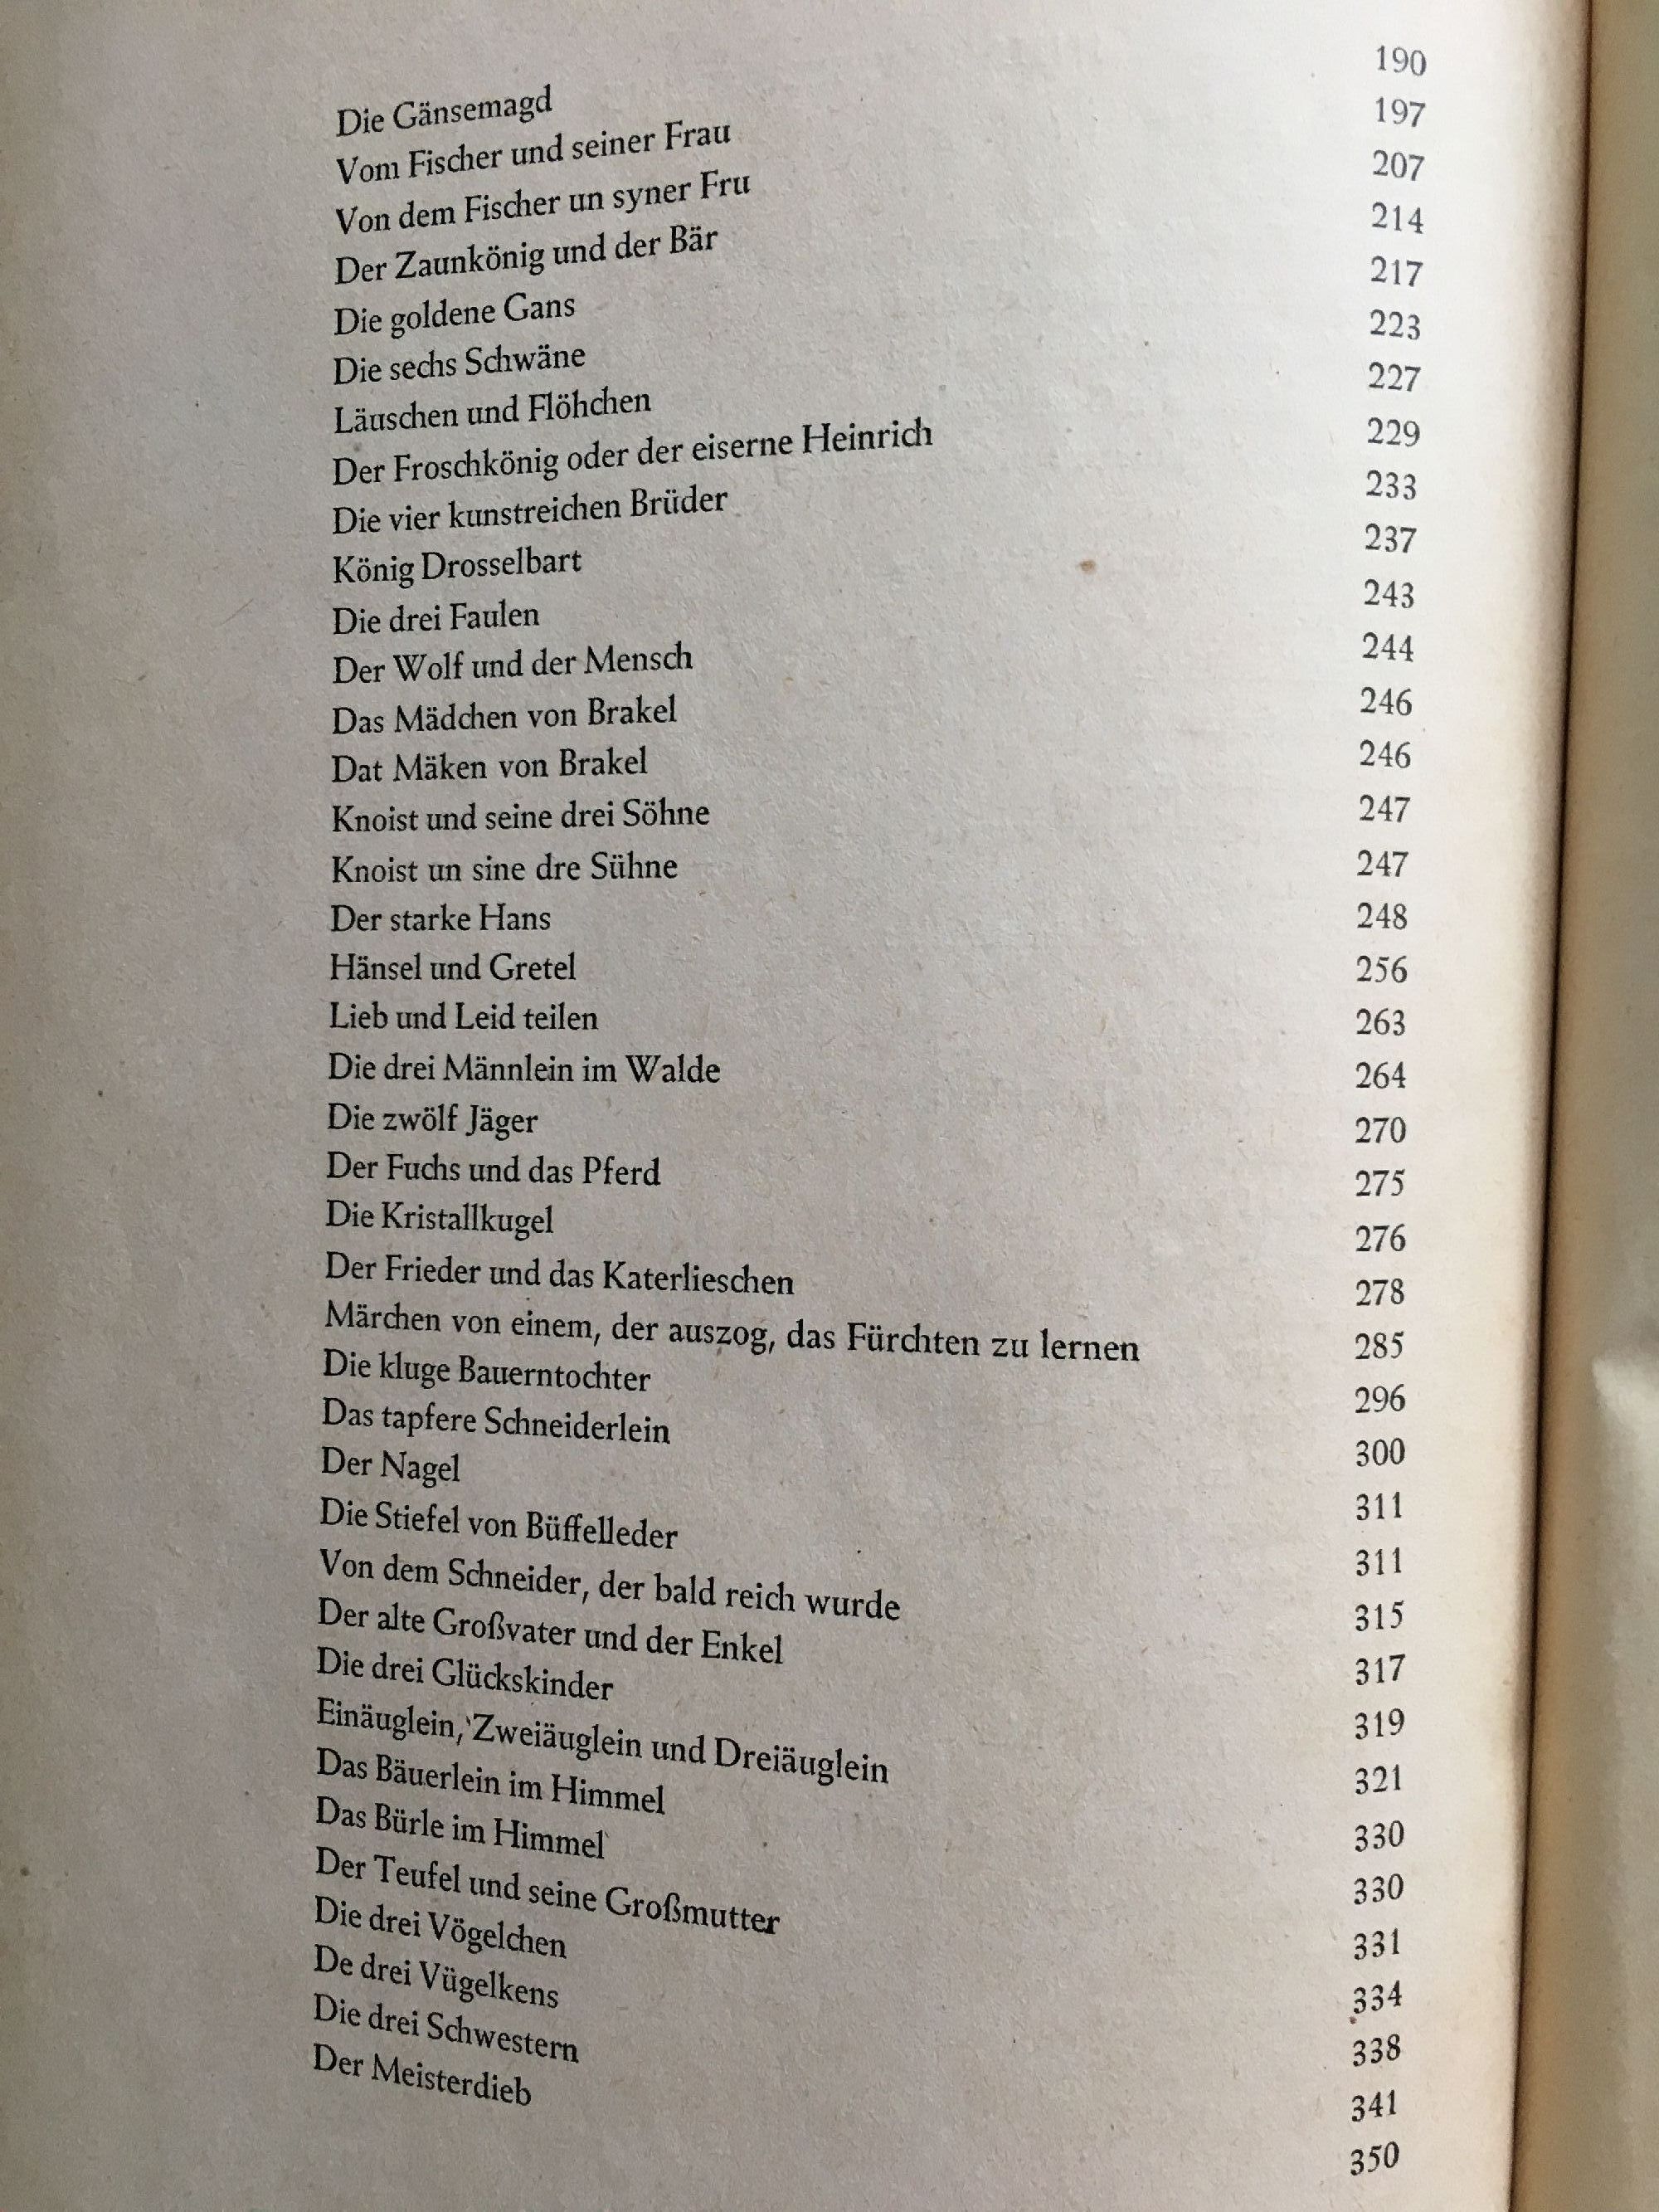 Die Gänsemagd 190
Vom Fischer und seiner Frau 197
Von dem Fischer un syner Fru 207
Der Zaunkönig und der Bär 214
Die goldene Gans 217
Die sechs Schwäne 223
Läuschen und Flöhchen 227
Der Froschkönig oder der eiserne Heinrich 229
Die vier kunstreichen Brüder 233
König Drosselbart 237
Die drei Faulen 243
Der Wolf und der Mensch 244
Das Mädchen von Brakel 246
Dat Mäken von Brakel 246
Knoist und seine drei Söhne 247
Knoist un sine dre Sühne 247
Der starke Hans 248
Hänsel und Gretel 256
Lieb und Leid teilen 263
Die drei Männlein im Walde 264
Die zwölf Jäger 270
Der Fuchs und das Pferd 275
Die Kristallkugel 276
Der Frieder und das Katerlieschen 278
Märchen von einem, der auszog, das Fürchten zu lernen 285
Die kluge Bauerntochter 296
Das tapfere Schneiderlein 300
Der Nagel 311
Die Stiefel von Büffelleder 311
Von dem Schneider, der bald reich wurde 315
Der alte Großvater und der Enkel 317
Die drei Glückskinder 319
Einäuglein, Zweiäuglein und Dreiäuglein 321
Das Bäuerlein im Himmel 330
Das Bürle im Himmel 330
Der Teufel und seine Großmutter 331
Die drei Vögelchen 334
De drei Vügelkens 338
Die drei Schwestern 341
Der Meisterdieb 350